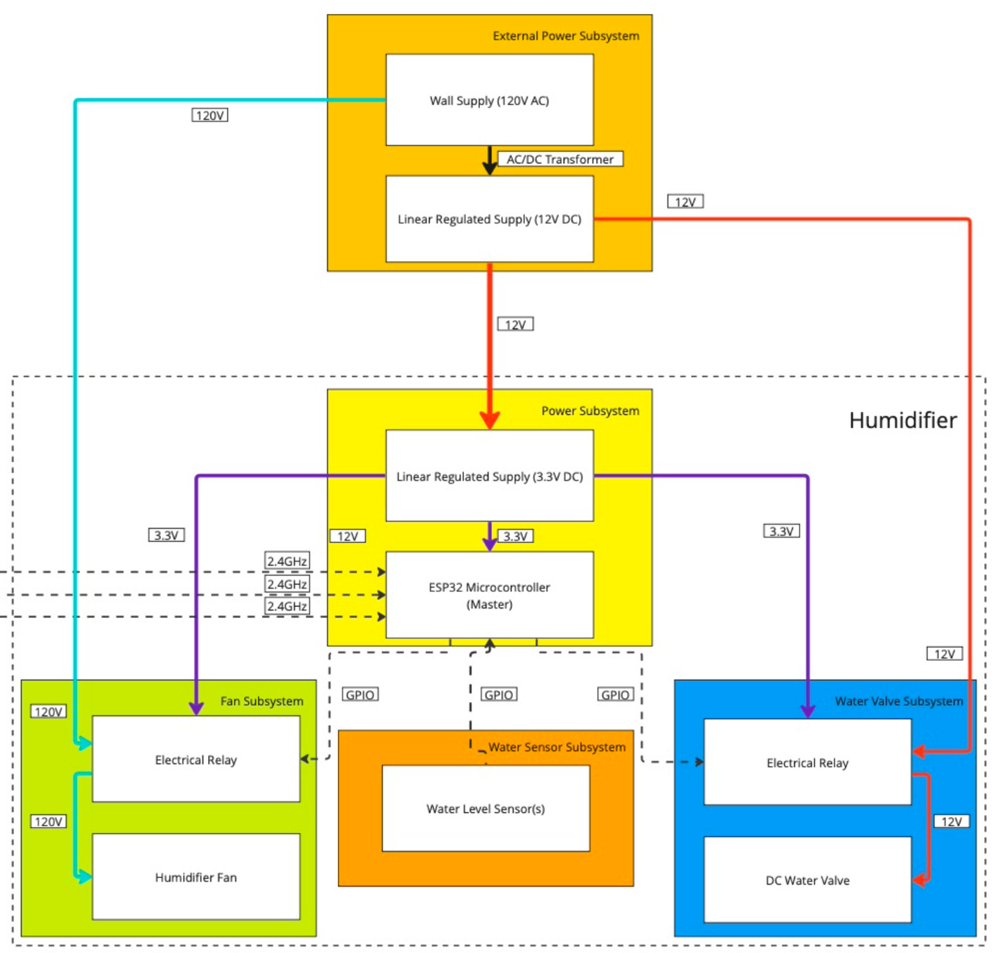 External Power Subsystem
Wall Supply (120V AC)
120V
AC/DC Transformer
12V
Linear Regulated Supply (12V DC)
12V
Power Subsystem
Humidifier
Linear Regulated Supply (3.3V DC)
3.3V
12V
3.3V
3.3V
2.4GHz
2.4GHz
2.4GHz
ESP32 Microcontroller
(Master)
12V
Fan Subsystem
GPIO
GPIO
GPIO
Water Valve Subsystem
120V
Electrical Relay
Water Sensor Subsystem
Electrical Relay
Water Level Sensor(s)
120V
12V
Humidifier Fan
DC Water Valve